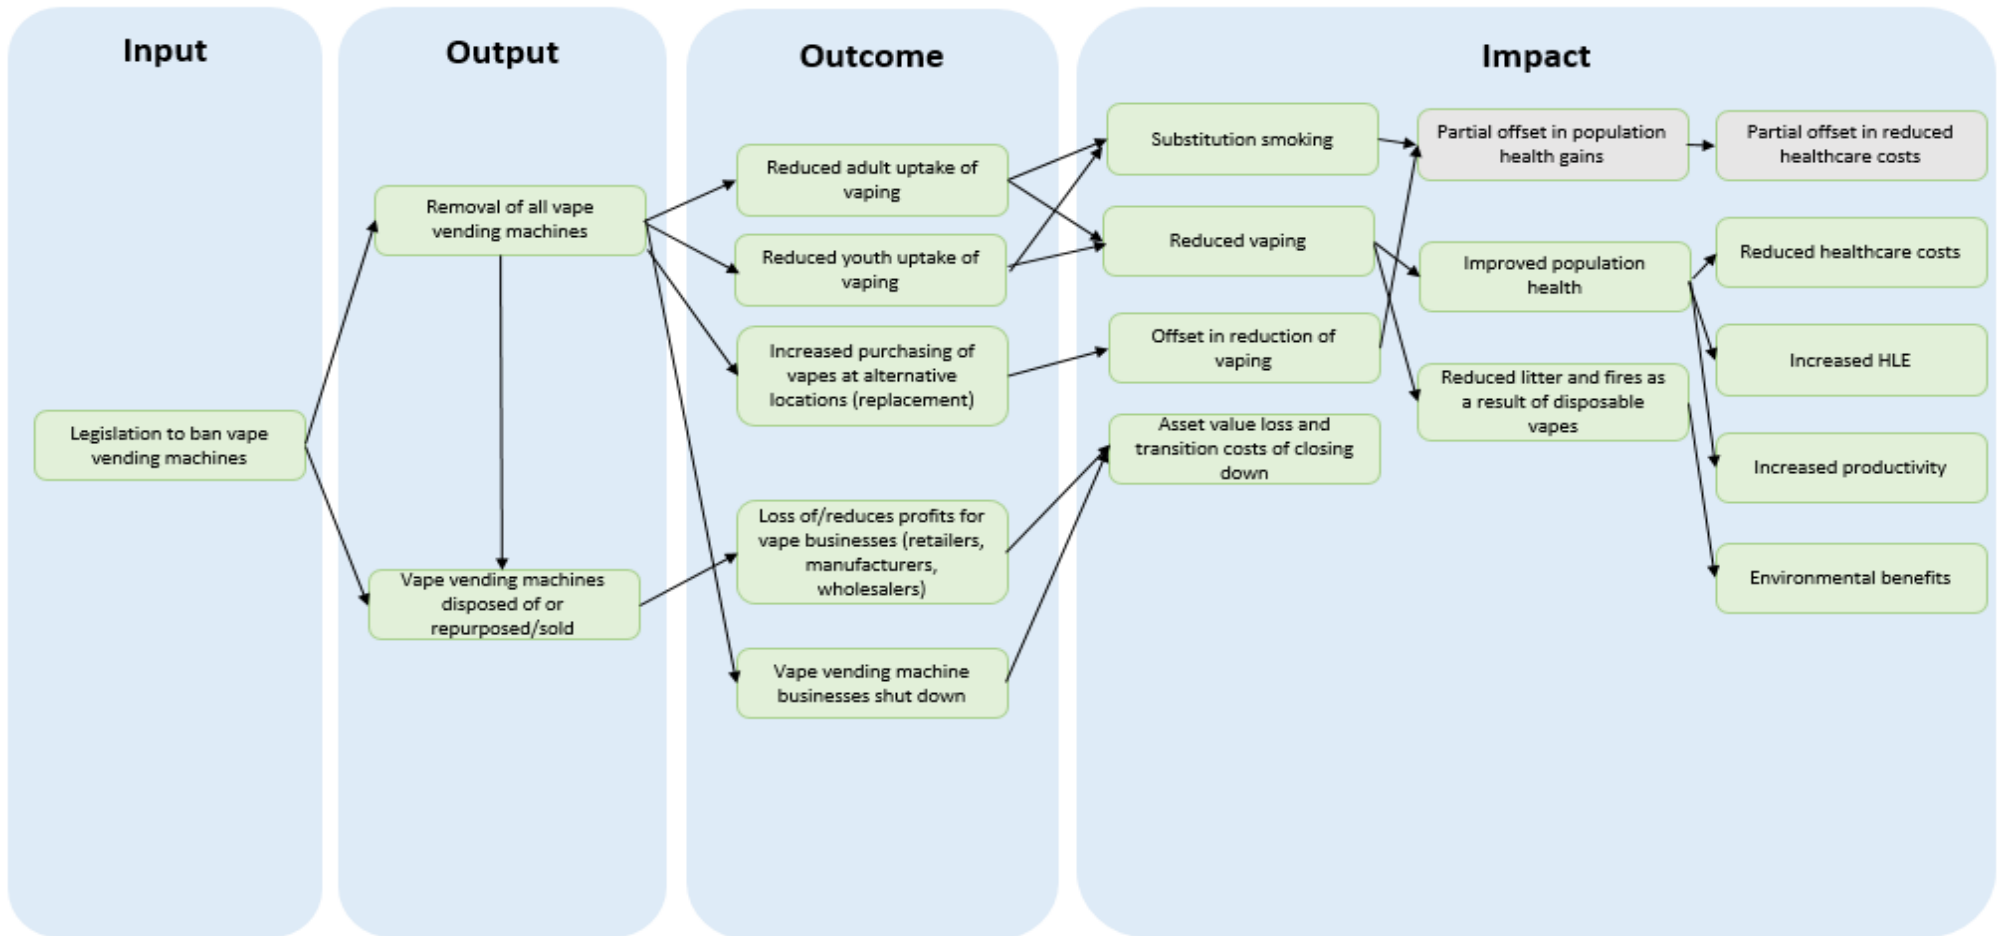 Input
Output
Outcome
Impact
Legislation to ban vape
vending machines
Removal of all vape
vending machines
Vape vending machines
disposed of or
repurposed/sold
Reduced adult uptake of
vaping
Reduced youth uptake of
vaping
Increased purchasing of
vapes at alternative
locations (replacement)
Loss of/reduces profits for
vape businesses (retailers,
manufacturers,
wholesalers)
Vape vending machine
businesses shut down
Substitution smoking
Reduced vaping
Offset in reduction of
vaping
Asset value loss and
transition costs of closing
down
Partial offset in population
health gains
Improved population
health
Reduced litter and fires as
a result of disposable
vapes
Partial offset in reduced
healthcare costs
Reduced healthcare costs
Increased HLE
Increased productivity
Environmental benefits